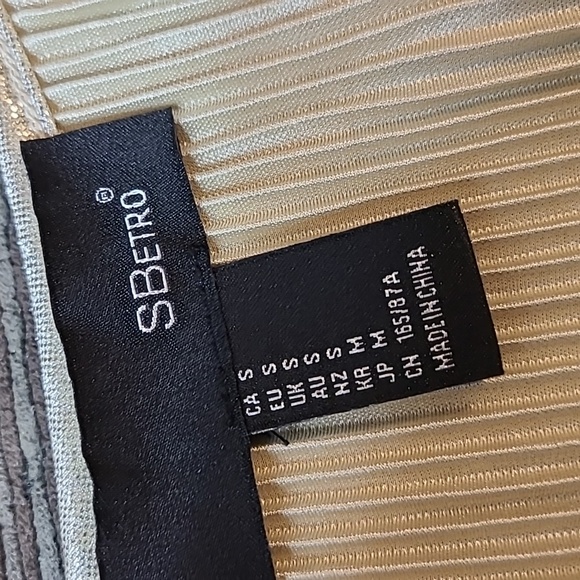 SBETRO®
CA S
EU S
UK S
AU S
NZ S
KR M
JP M
CN 165/87A
MADE IN CHINA